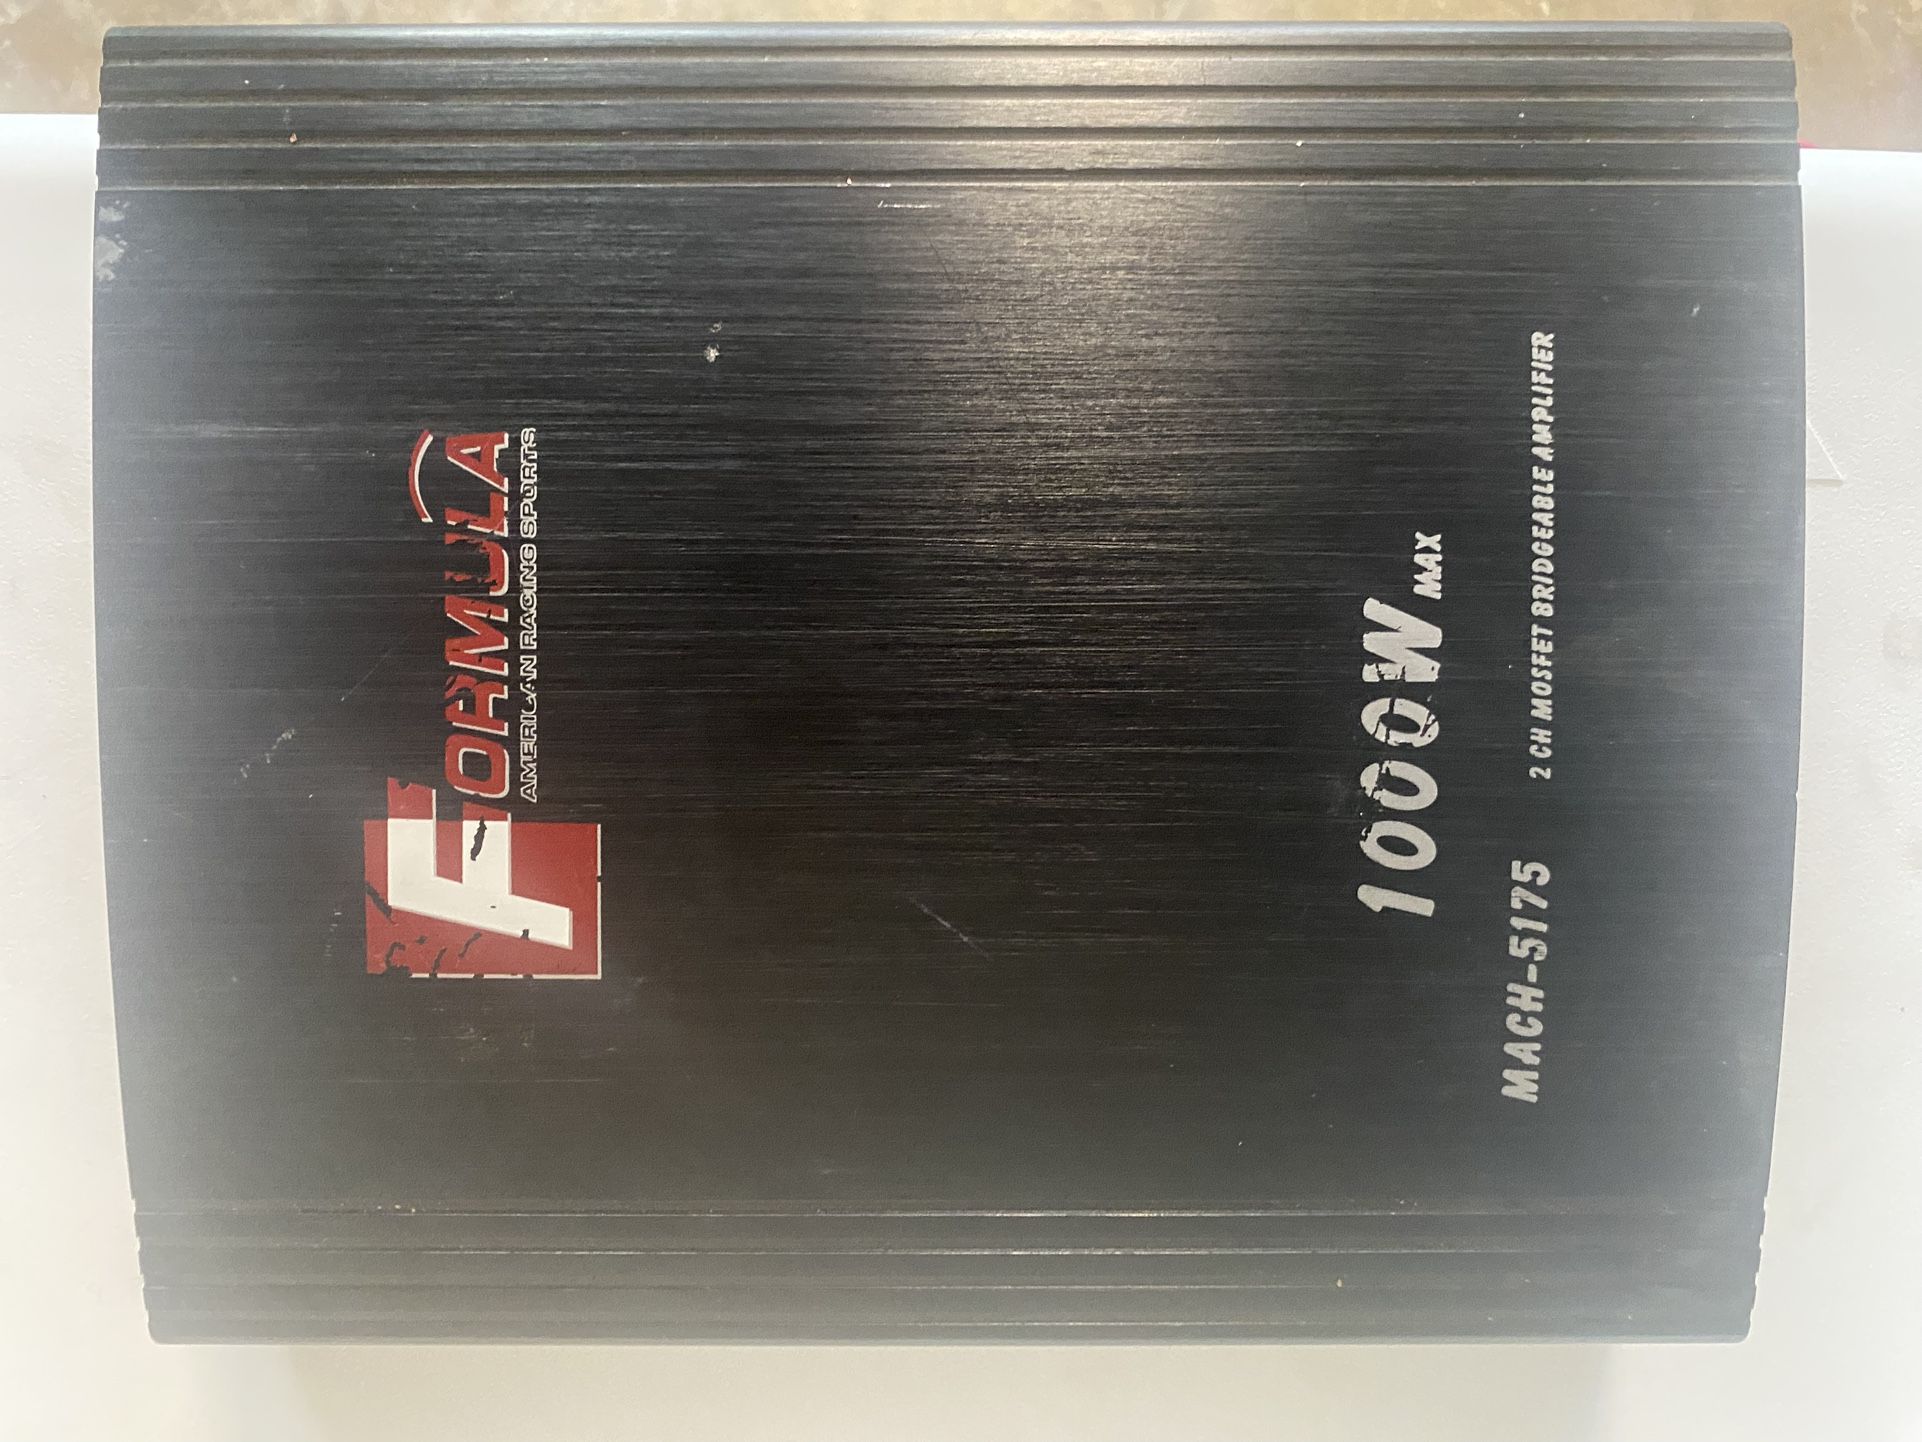 FORMULA
AMERICAN RACING SPORTS
1000W MAX
MACH-5175 2 CH MOSFET BRIDGEABLE AMPLIFIER